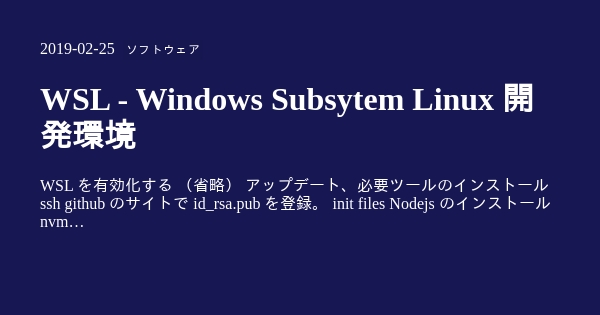 2019-02-25 ソフトウェア
WSL - Windows Subsytem Linux 開
発環境
WSL を有効化する （省略） アップデート、必要ツールのインストール
ssh github のサイトで id_rsa.pub を登録。 init files Nodejs のインストール
nvm…